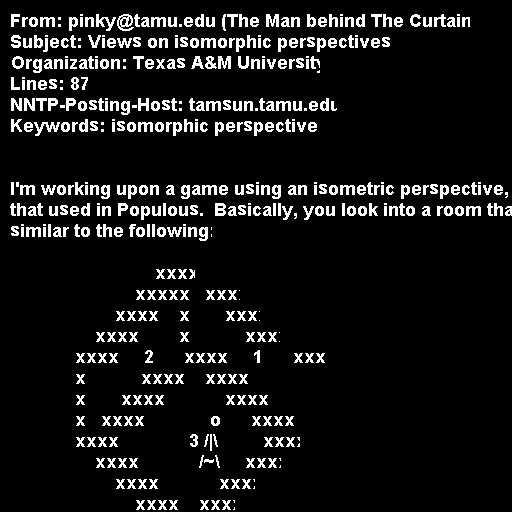 From: pinky@tamu.edu (The Man behind The Curtain
Subject: Views on isomorphic perspectives
Organization: Texas A&M University
Lines: 87
NNTP-Posting-Host: tamsun.tamu.edu
Keywords: isomorphic perspective
I'm working upon a game using an isometric perspective,
that used in Populous.  Basically, you look into a room
similar to the following:
xxxx
xxxxx   xxx
xxxx    x       xxx
xxxx        x           xxx
xxxx     2      xxxx     1      xxx
x           xxxx    xxxx
x       xxxx            xxxx
x   xxxx             o      xxxx
xxxx              3 /|\         xxx
xxxx            /~\     xxx
xxxx            xxx
xxxx    xxx